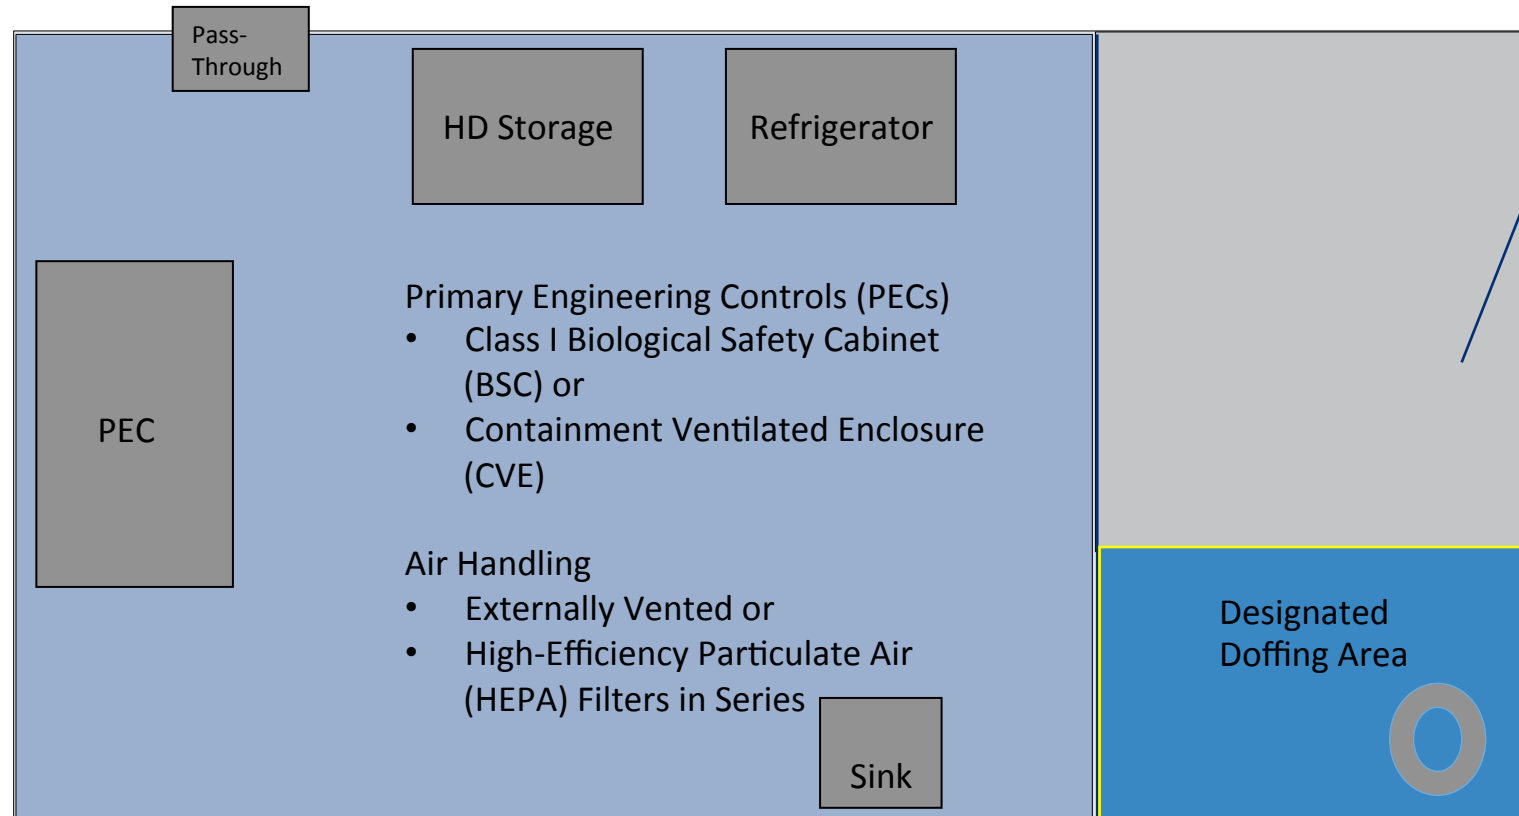 Pass-
Through
HD Storage
Refrigerator
Primary Engineering Controls (PECs)
• Class I Biological Safety Cabinet
(BSC) or
• Containment Ventilated Enclosure
(CVE)
PEC
Air Handling
• Externally Vented or
• High-Efficiency Particulate Air
(HEPA) Filters in Series
Sink
Designated
Doffing Area